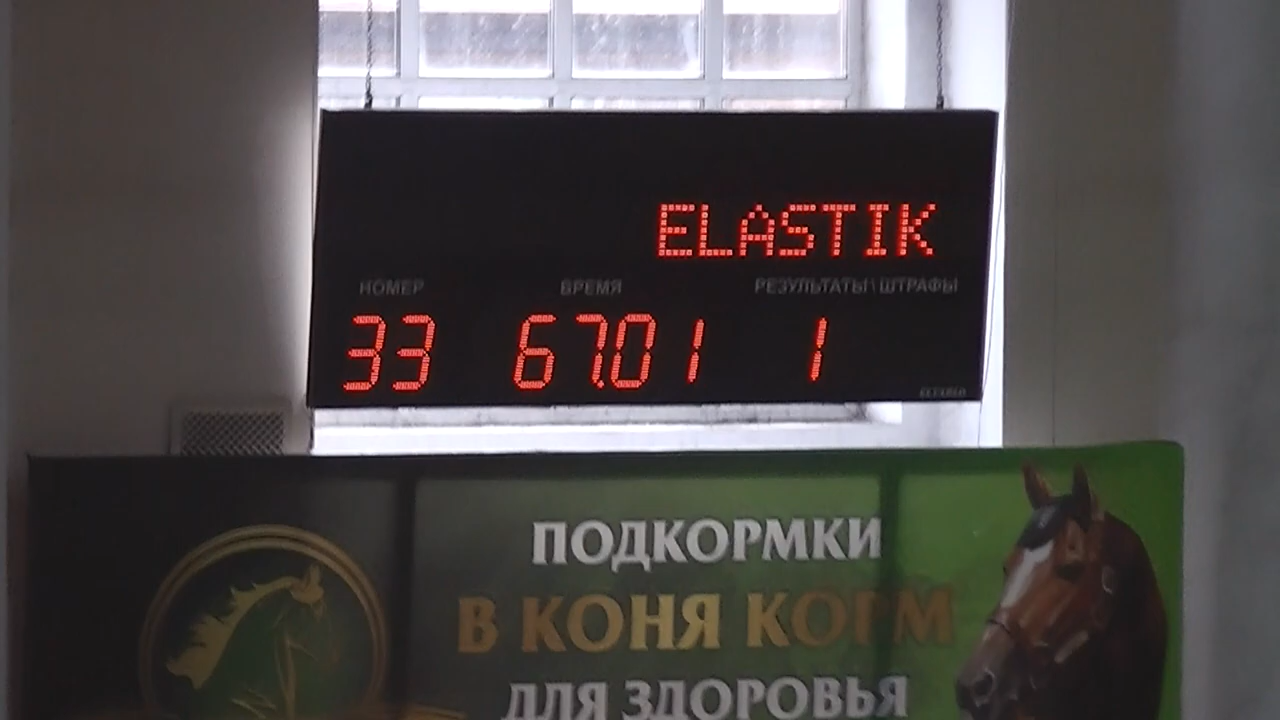 ELASTIK
НОМЕР ВРЕМЯ РЕЗУЛЬТАТЫ\ШТРАФЫ
33 67.01 1
ПОДКОРМКИ
В КОНЯ КОРМ
ДЛЯ ЗДОРОВЬЯ